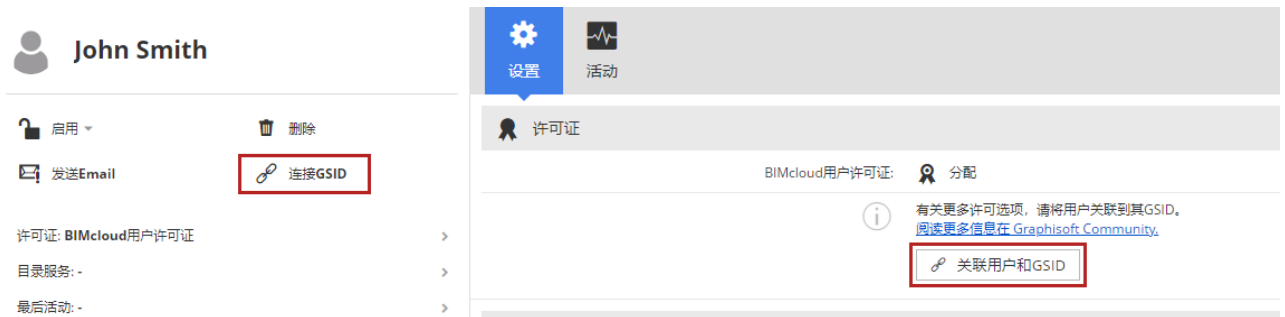 John Smith
启用
删除
发送Email
连接GSID
许可证: BIMcloud用户许可证
目录服务: -
最后活动: -
设置
活动
许可证
BIMcloud用户许可证:
分配
有关更多许可选项，请将用户关联到其GSID。
阅读更多信息在 Graphisoft Community.
关联用户和GSID